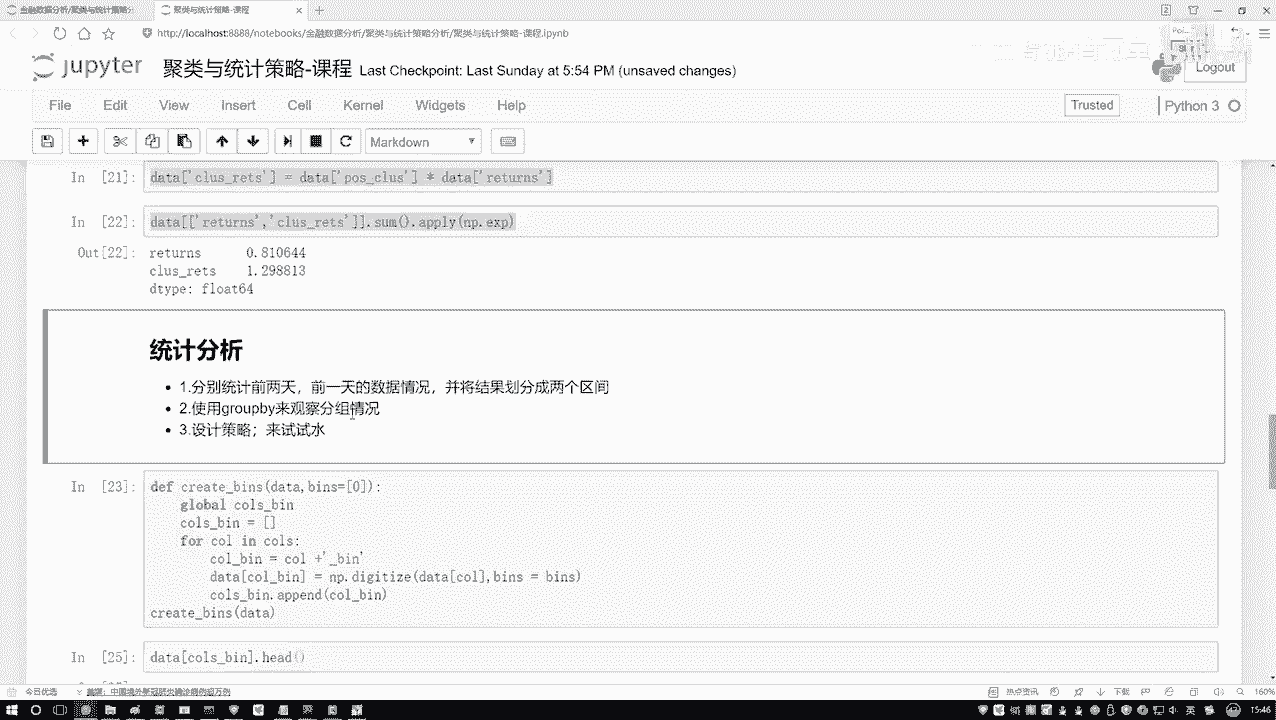 金融数据分析/聚类与统计策略分
聚类与统计策略-课程
http://localhost:8888/notebooks/金融数据分析/聚类与统计策略分析/聚类与统计策略-课程.ipynb
jupyter 聚类与统计策略-课程 Last Checkpoint: Last Sunday at 5:54 PM (unsaved changes)
Logout
File Edit View Insert Cell Kernel Widgets Help
Trusted Python 3
Markdown
In [21]: data['clus_rets'] = data['pos_clus'] * data['returns']
In [22]: data[['returns','clus_rets']].sum().apply(np.exp)
Out[22]: returns 0.810644
clus_rets 1.298813
dtype: float64
统计分析
1.分别统计前两天，前一天的数据情况，并将结果划分成两个区间
2.使用groupby来观察分组情况
3.设计策略；来试试水
In [23]: def create_bins(data,bins=[0]):
global cols_bin
cols_bin = []
for col in cols:
col_bin = col +'_bin'
data[col_bin] = np.digitize(data[col],bins = bins)
cols_bin.append(col_bin)
create_bins(data)
In [25]: data[cols_bin].head()
今日优选
热点资讯
下载
160%
15:46